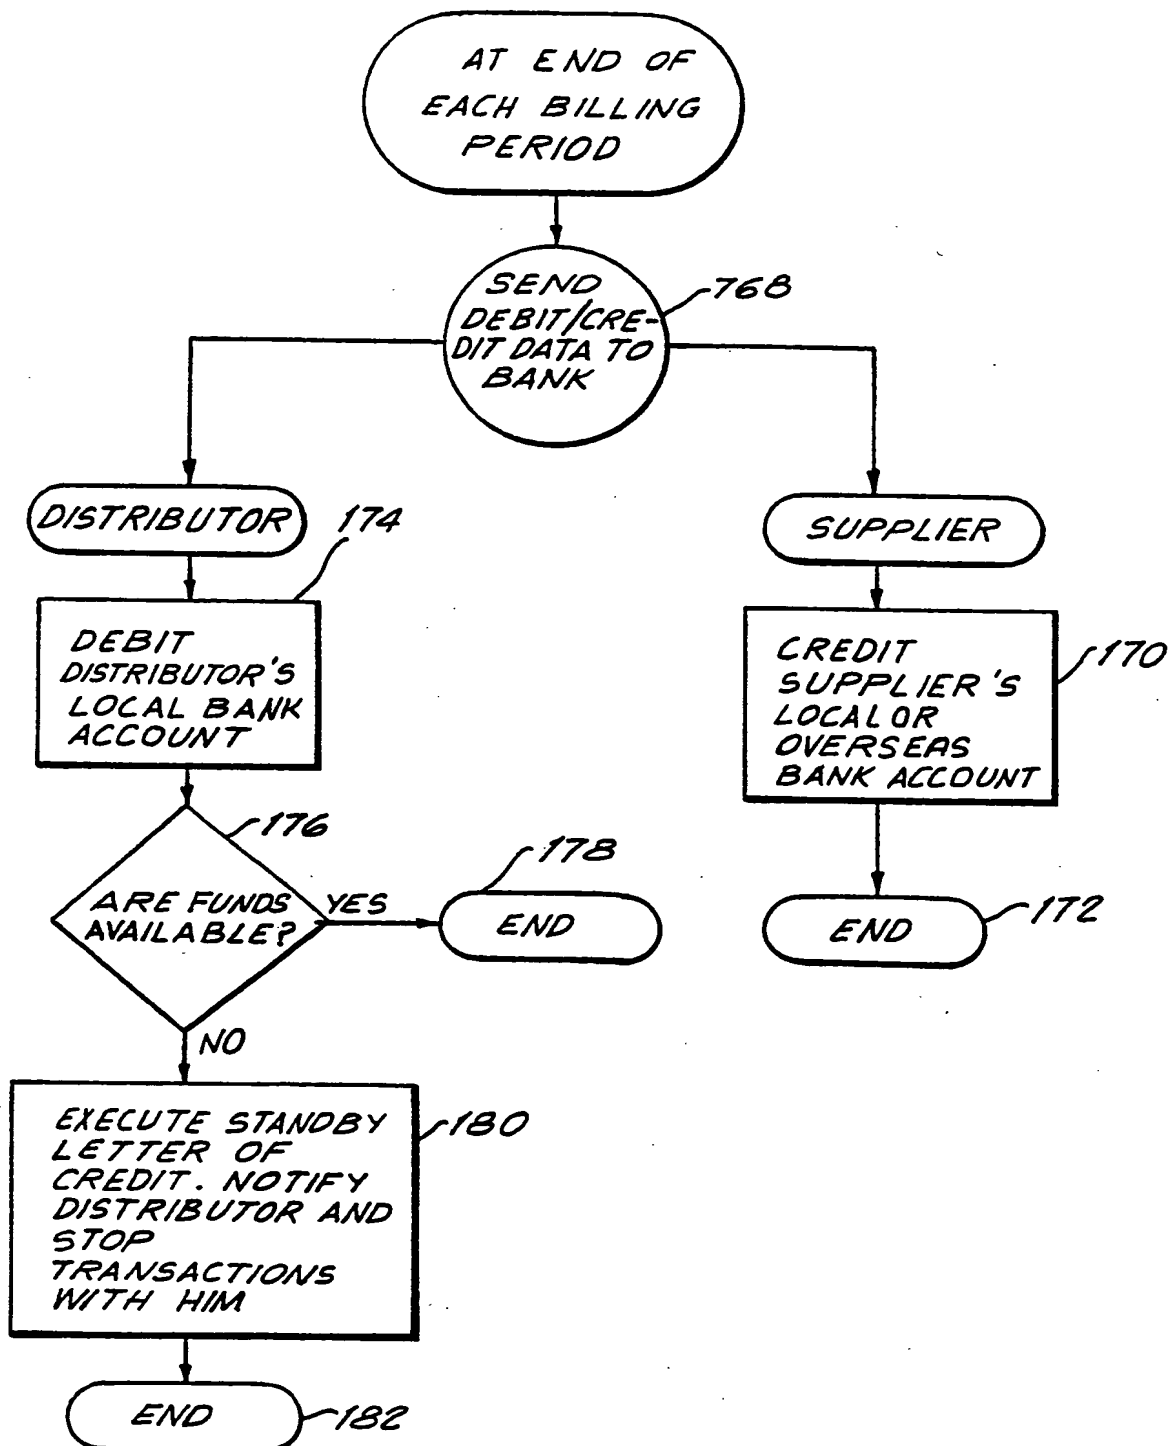 AT END OF
EACH BILLING
PERIOD
SEND
DEBIT/CRE-
DIT DATA TO
BANK
768
DISTRIBUTOR
174
DEBIT
DISTRIBUTOR'S
LOCAL BANK
ACCOUNT
176
ARE FUNDS
AVAILABLE?
YES
178
END
NO
EXECUTE STANDBY
LETTER OF
CREDIT. NOTIFY
DISTRIBUTOR AND
STOP
TRANSACTIONS
WITH HIM
180
END
182
SUPPLIER
CREDIT
SUPPLIER'S
LOCAL OR
OVERSEAS
BANK ACCOUNT
170
END
172